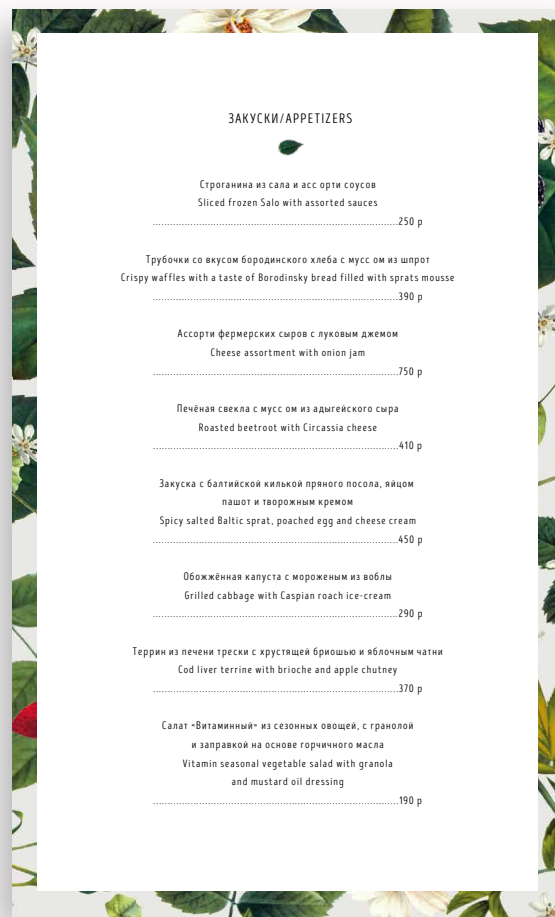 ЗАКУСКИ/APPETIZERS
Строганина из сала и асс орти соусов
Sliced frozen Salo with assorted sauces
....................................................................................250 р
Трубочки со вкусом бородинского хлеба с мусс ом из шпрот
Crispy waffles with a taste of Borodinsky bread filled with sprats mousse
....................................................................................390 р
Ассорти фермерских сыров с луковым джемом
Cheese assortment with onion jam
....................................................................................750 р
Печёная свекла с мусс ом из адыгейского сыра
Roasted beetroot with Circassia cheese
....................................................................................410 р
Закуска с балтийской килькой пряного посола, яйцом
пашот и творожным кремом
Spicy salted Baltic sprat, poached egg and cheese cream
....................................................................................450 р
Обожжённая капуста с мороженым из воблы
Grilled cabbage with Caspian roach ice-cream
....................................................................................290 р
Террин из печени трески с хрустящей бриошью и яблочным чатни
Cod liver terrine with brioche and apple chutney
....................................................................................370 р
Салат «Витаминный» из сезонных овощей, с гранолой
и заправкой на основе горчичного масла
Vitamin seasonal vegetable salad with granola
and mustard oil dressing
....................................................................................190 р